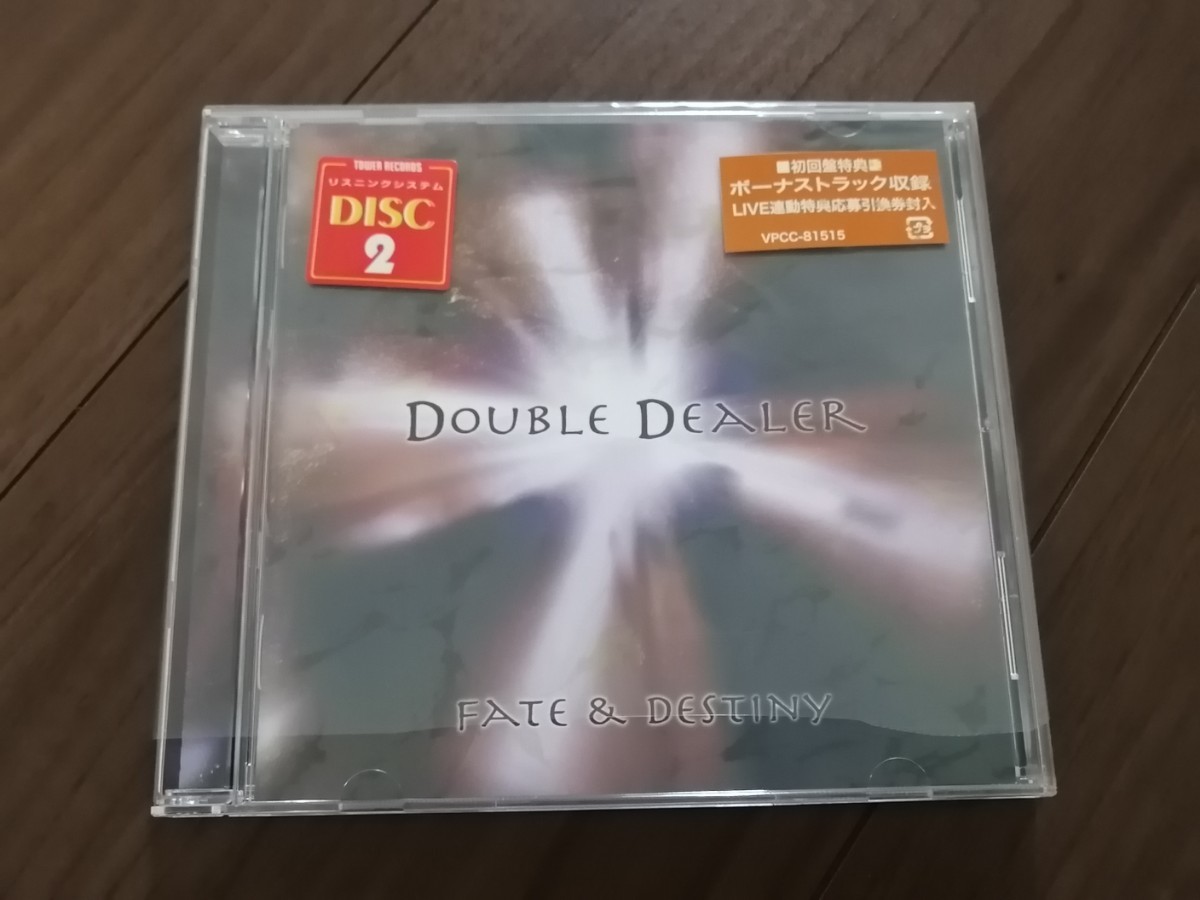 TOWER RECORDS
リスニングシステム
DISC
2
初回盤特典
ボーナストラック収録
LIVE連動特典応募引換券封入
VPCC-81515
DOUBLE DEALER
FATE & DESTINY